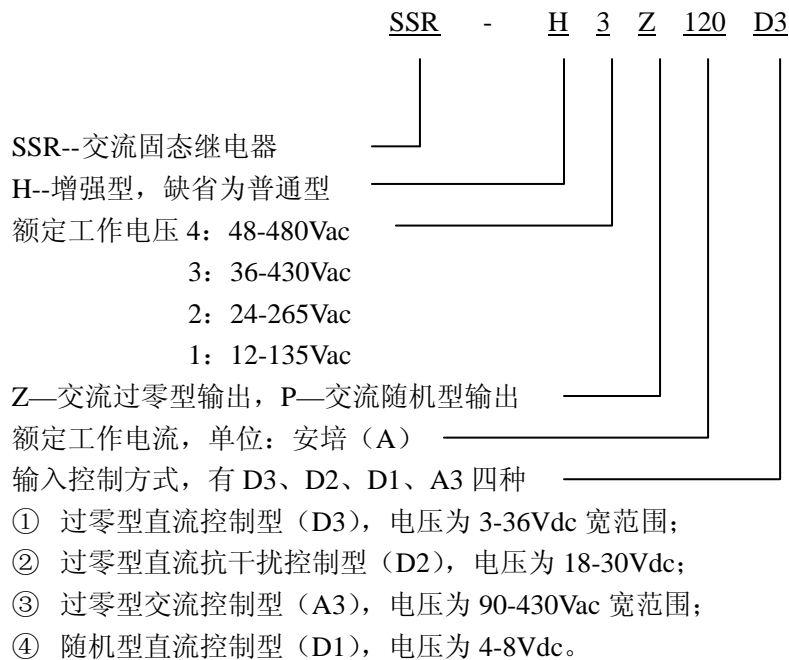 SSR - H 3 Z 120 D3
SSR--交流固态继电器
H--增强型，缺省为普通型
额定工作电压 4：48-480Vac
3：36-430Vac
2：24-265Vac
1：12-135Vac
Z—交流过零型输出，P—交流随机型输出
额定工作电流，单位：安培（A）
输入控制方式，有 D3、D2、D1、A3 四种
① 过零型直流控制型（D3），电压为 3-36Vdc 宽范围；
② 过零型直流抗干扰控制型（D2），电压为 18-30Vdc；
③ 过零型交流控制型（A3），电压为 90-430Vac 宽范围；
④ 随机型直流控制型（D1），电压为 4-8Vdc。